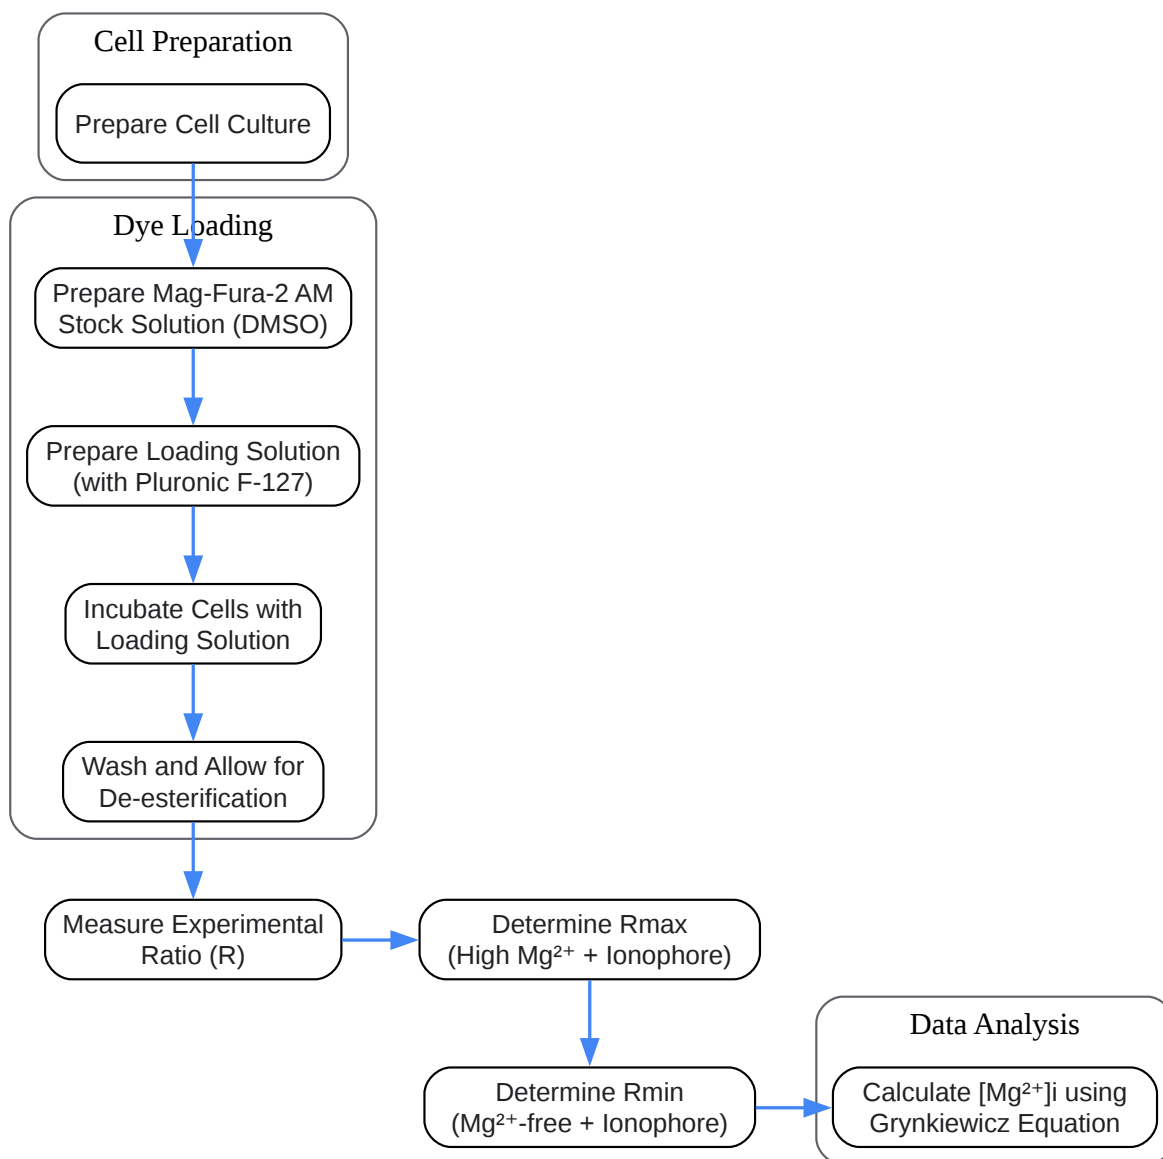 Cell Preparation
Prepare Cell Culture
Dye Loading
Prepare Mag-Fura-2 AM
Stock Solution (DMSO)
Prepare Loading Solution
(with Pluronic F-127)
Incubate Cells with
Loading Solution
Wash and Allow for
De-esterification
Measure Experimental
Ratio (R)
Determine Rmax
(High Mg²⁺ + Ionophore)
Determine Rmin
(Mg²⁺-free + Ionophore)
Data Analysis
Calculate [Mg²⁺]i using
Grynkiewicz Equation